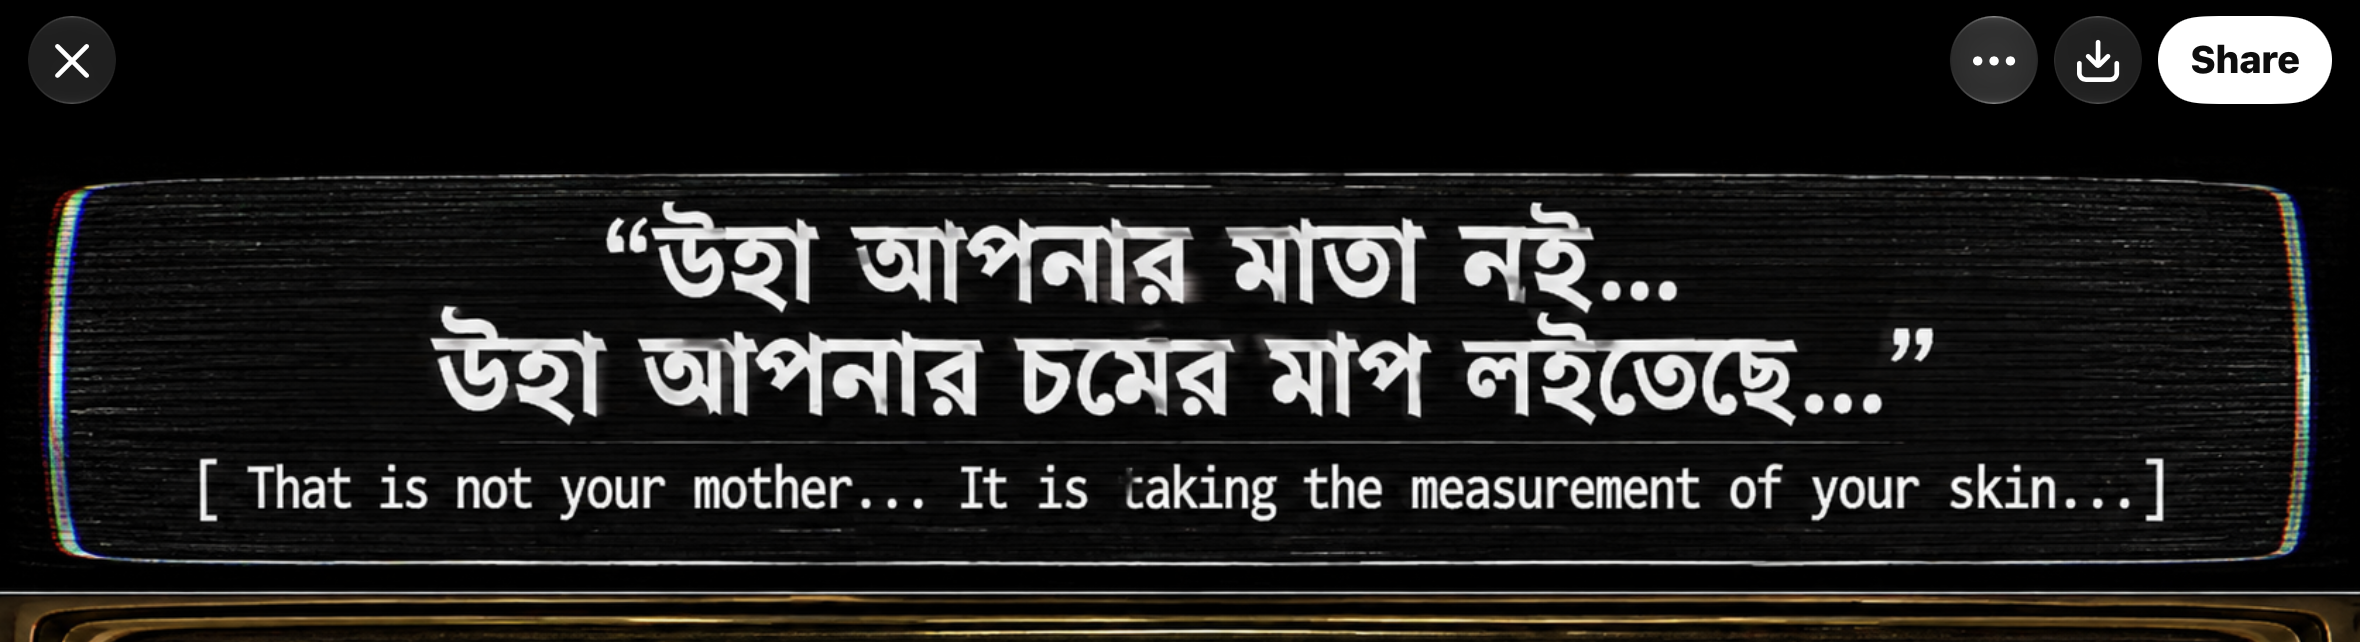 Share
“উহা আপনার মাতা নই...
উহা আপনার চমের মাপ লইতেছে...”
[ That is not your mother... It is taking the measurement of your skin...]